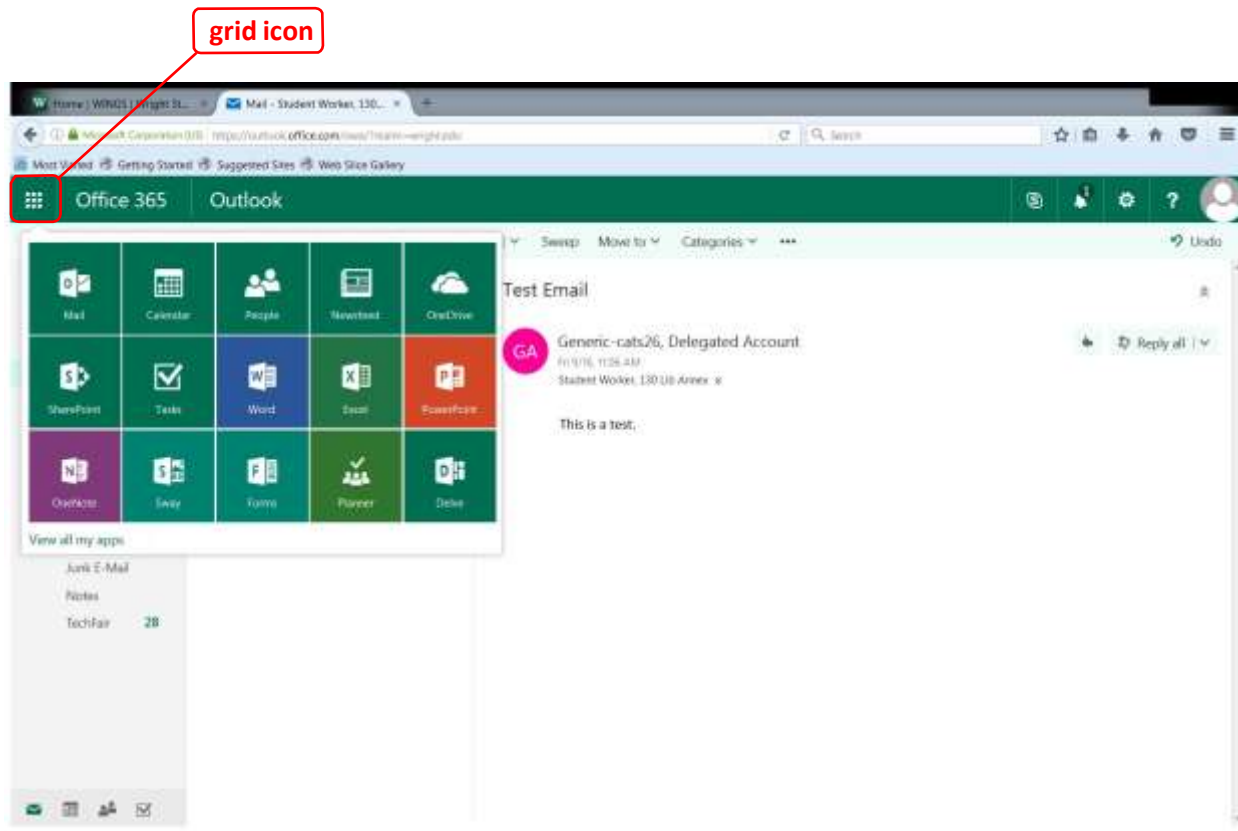 grid icon
Home | WINGS | Wright St...
Mail - Student Worker, 130...
Microsoft Corporation (US)
https://outlook.office.com/owa/?realm=wright.edu
Search
Most Visited Getting Started Suggested Sites Web Slice Gallery
Office 365 Outlook
1
?
Sweep Move to Categories ••• Undo
Mail Calendar People Newsfeed OneDrive
SharePoint Tasks Word Excel PowerPoint
OneNote Sway Forms Planner Delve
View all my apps
Test Email
GA
Generic-cats26, Delegated Account
Fri 9/16, 11:06 AM
Reply all
Student Worker, 130 Lib Annex
This is a test.
Junk E-Mail
Notes
TechFair 28